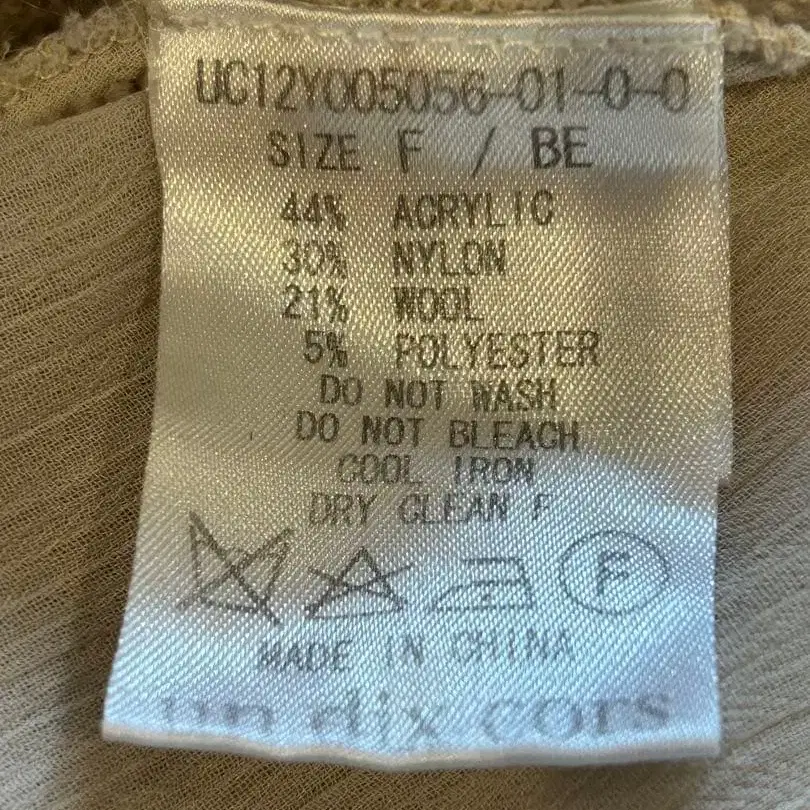 UC12Y005056-01-0-0
SIZE F / BE
44% ACRYLIC
30% NYLON
21% WOOL
5% POLYESTER
DO NOT WASH
DO NOT BLEACH
COOL IRON
DRY CLEAN F
F
MADE IN CHINA
un dix cors